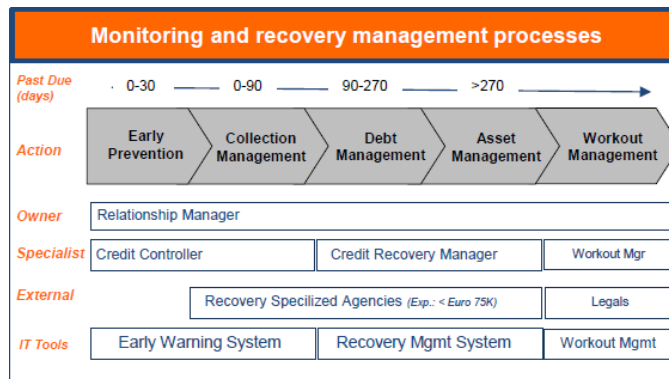 Monitoring and recovery management processes
Past Due (days)
0-30
0-90
90-270
>270
Action
Early Prevention
Collection Management
Debt Management
Asset Management
Workout Management
Owner
Relationship Manager
Specialist
Credit Controller
Credit Recovery Manager
Workout Mgr
External
Recovery Specilized Agencies (Exp.: < Euro 75K)
Legals
IT Tools
Early Warning System
Recovery Mgmt System
Workout Mgmt